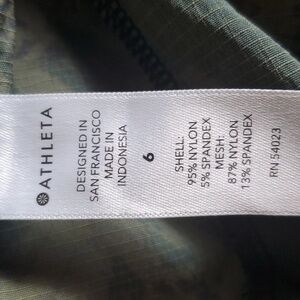 ATHLETA
DESIGNED IN
SAN FRANCISCO
MADE IN
INDONESIA
6
SHELL:
95% NYLON
5% SPANDEX
MESH:
87% NYLON
13% SPANDEX
RN 54023